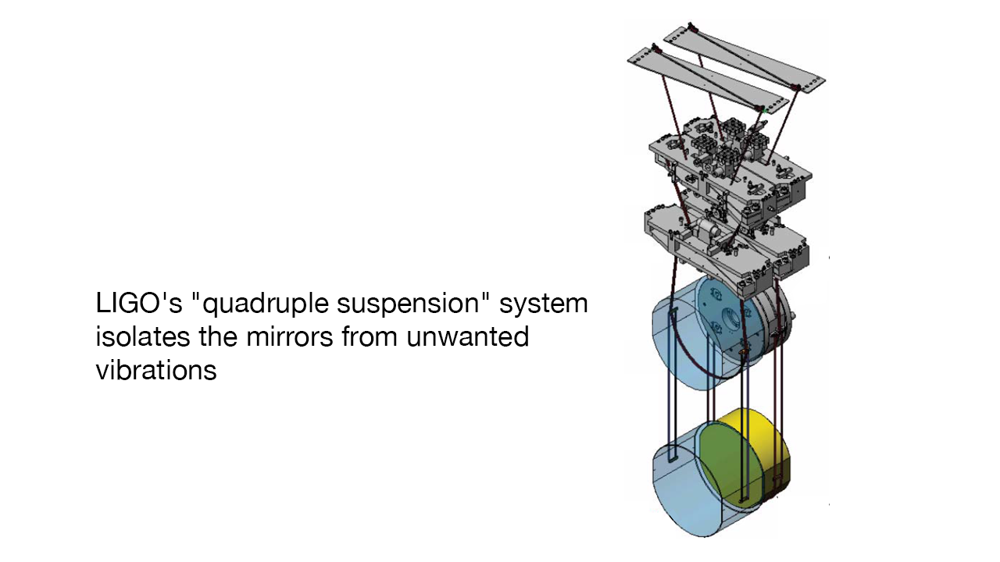 LIGO's "quadruple suspension" system
isolates the mirrors from unwanted
vibrations